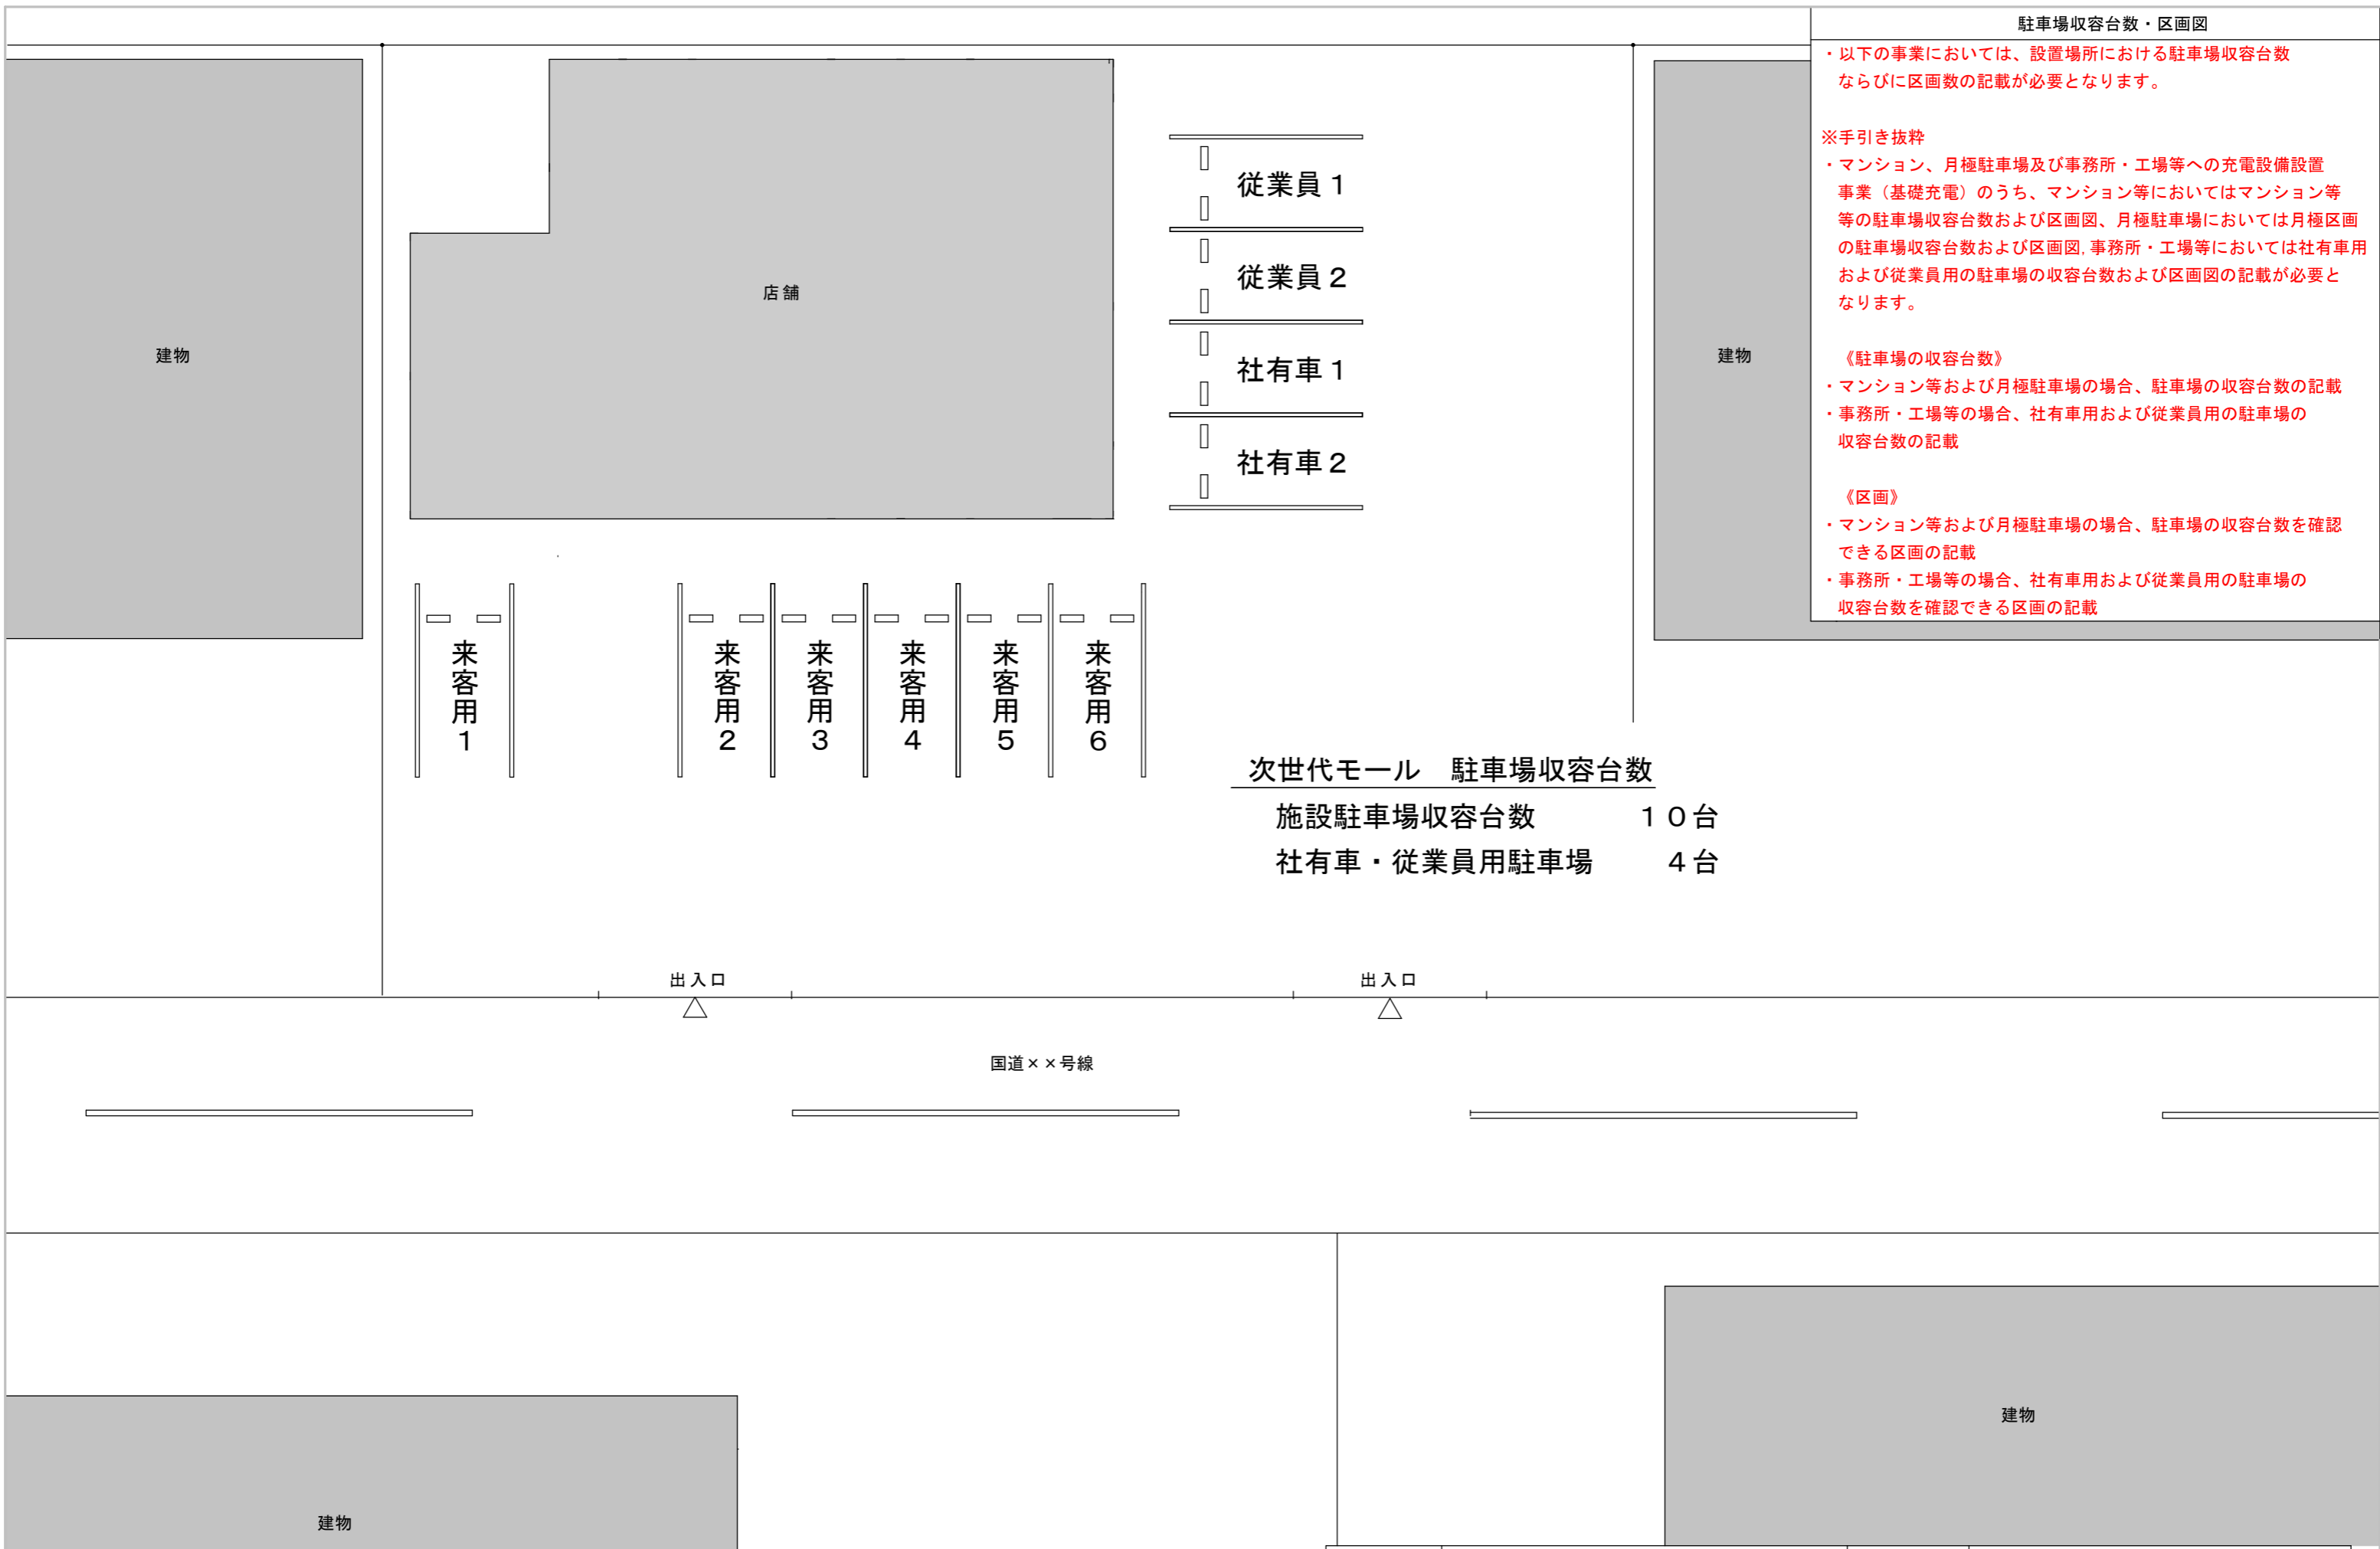 駐車場収容台数・区画図
・以下の事業においては、設置場所における駐車場収容台数
ならびに区画数の記載が必要となります。
※手引き抜粋
・マンション、月極駐車場及び事務所・工場等への充電設備設置
事業（基礎充電）のうち、マンション等においてはマンション等
等の駐車場収容台数および区画図、月極駐車場においては月極区画
の駐車場収容台数および区画図,事務所・工場等においては社有車用
および従業員用の駐車場の収容台数および区画図の記載が必要と
なります。
《駐車場の収容台数》
・マンション等および月極駐車場の場合、駐車場の収容台数の記載
・事務所・工場等の場合、社有車用および従業員用の駐車場の
収容台数の記載
《区画》
・マンション等および月極駐車場の場合、駐車場の収容台数を確認
できる区画の記載
・事務所・工場等の場合、社有車用および従業員用の駐車場の
収容台数を確認できる区画の記載
建物
店舗
従業員１
従業員２
社有車１
社有車２
建物
来客用１
来客用２
来客用３
来客用４
来客用５
来客用６
次世代モール　駐車場収容台数
施設駐車場収容台数　１０台
社有車・従業員用駐車場　４台
出入口
出入口
国道××号線
建物
建物